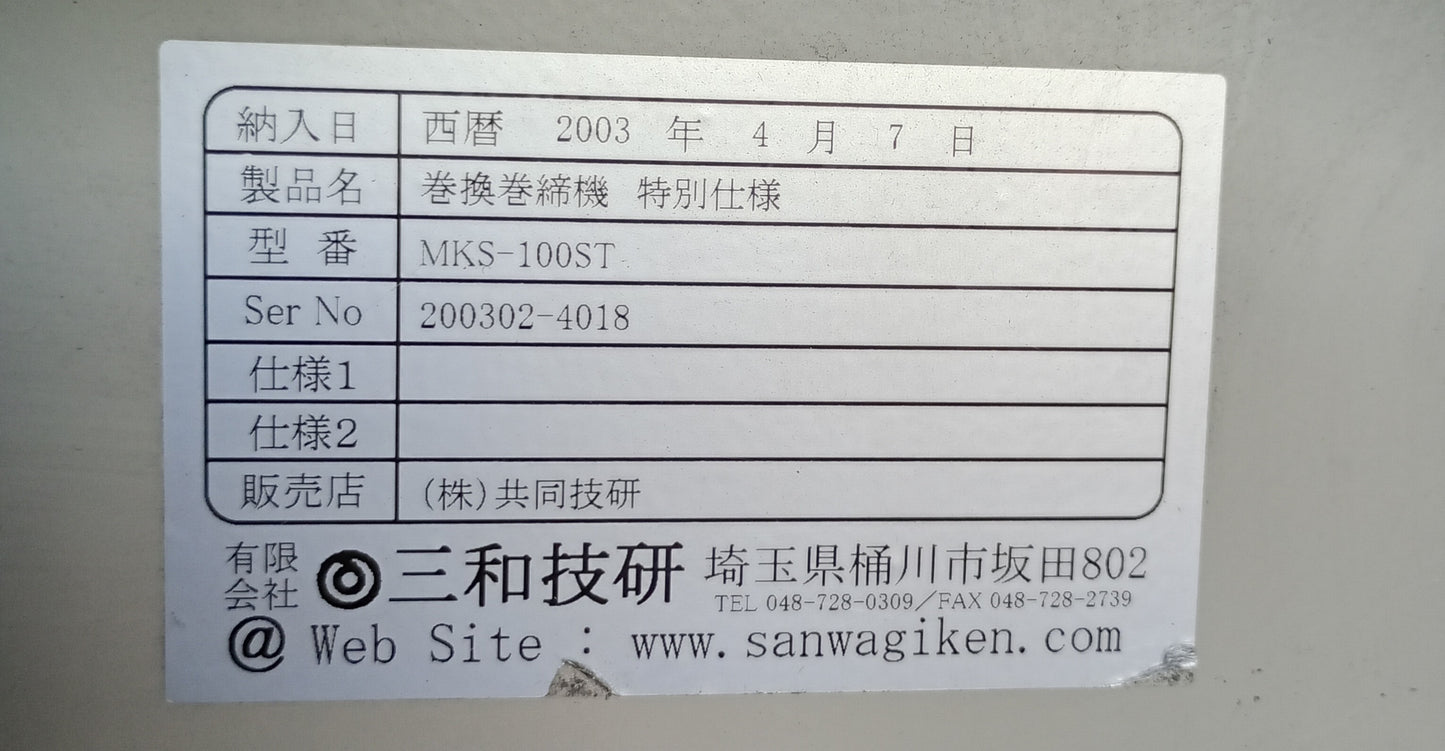 納入日 西暦 2003 年 4 月 7 日
製品名 巻換巻締機 特別仕様
型 番 MKS-100ST
Ser No 200302-4018
仕様1
仕様2
販売店 (株)共同技研
有限会社 三和技研 埼玉県桶川市坂田802
TEL 048-728-0309/FAX 048-728-2739
@ Web Site : www.sanwagiken.com